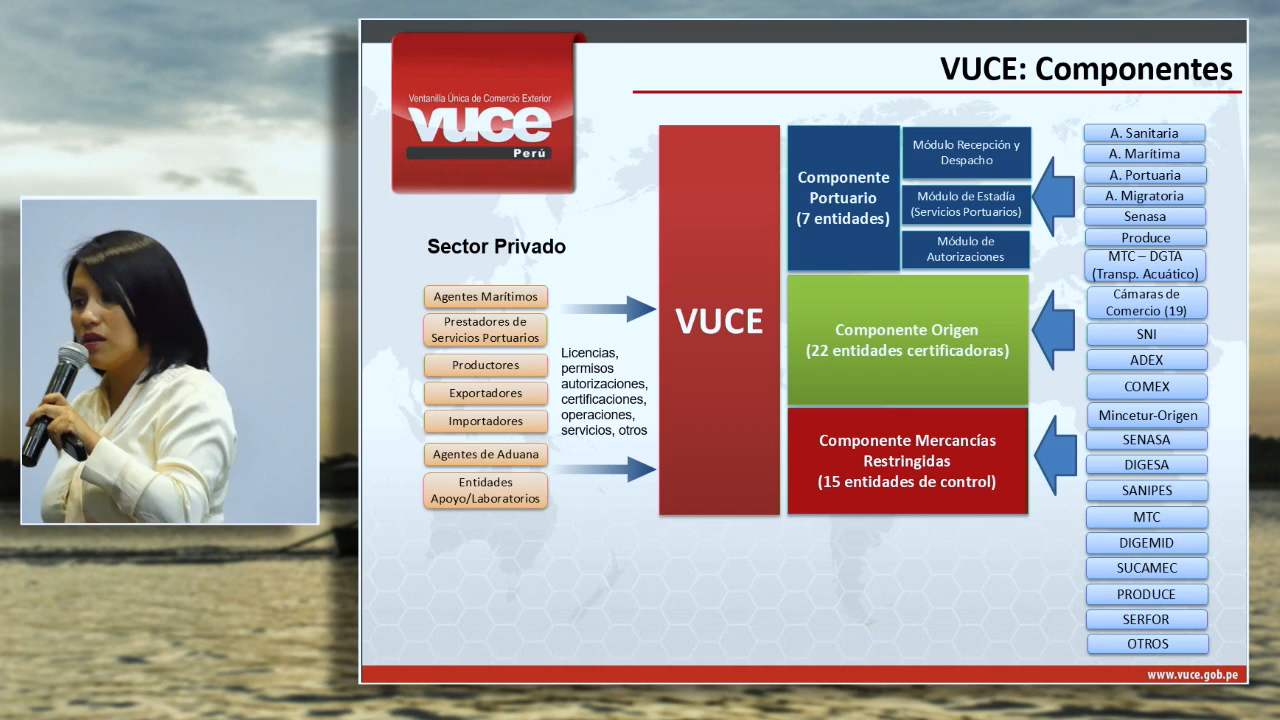 VUCE: Componentes
Ventanilla Única de Comercio Exterior
vuce
Perú
Sector Privado
Agentes Marítimos
Prestadores de
Servicios Portuarios
Productores
Exportadores
Importadores
Agentes de Aduana
Entidades
Apoyo/Laboratorios
Licencias,
permisos
autorizaciones,
certificaciones,
operaciones,
servicios, otros
VUCE
Componente
Portuario
(7 entidades)
Módulo Recepción y
Despacho
Módulo de Estadía
(Servicios Portuarios)
Módulo de
Autorizaciones
Componente Origen
(22 entidades certificadoras)
Componente Mercancías
Restringidas
(15 entidades de control)
A. Sanitaria
A. Marítima
A. Portuaria
A. Migratoria
Senasa
Produce
MTC – DGTA
(Transp. Acuático)
Cámaras de
Comercio (19)
SNI
ADEX
COMEX
Mincetur-Origen
SENASA
DIGESA
SANIPES
MTC
DIGEMID
SUCAMEC
PRODUCE
SERFOR
OTROS
www.vuce.gob.pe